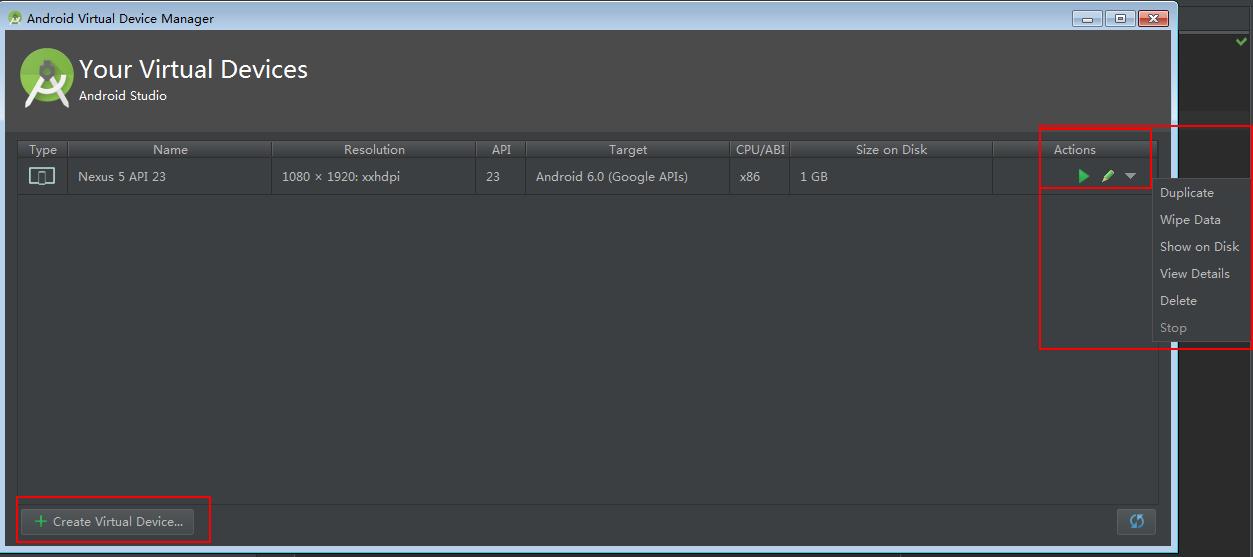 Android Virtual Device Manager
Your Virtual Devices
Android Studio
Type Name Resolution API Target CPU/ABI Size on Disk Actions
Nexus 5 API 23 1080 × 1920: xxhdpi 23 Android 6.0 (Google APIs) x86 1 GB
Duplicate
Wipe Data
Show on Disk
View Details
Delete
Stop
Create Virtual Device...